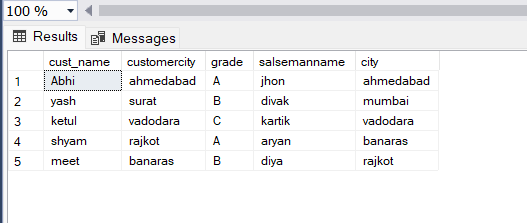 100 %
Results Messages
cust_name customercity grade salsemanname city
1 Abhi ahmedabad A jhon ahmedabad
2 yash surat B divak mumbai
3 ketul vadodara C kartik vadodara
4 shyam rajkot A aryan banaras
5 meet banaras B diya rajkot